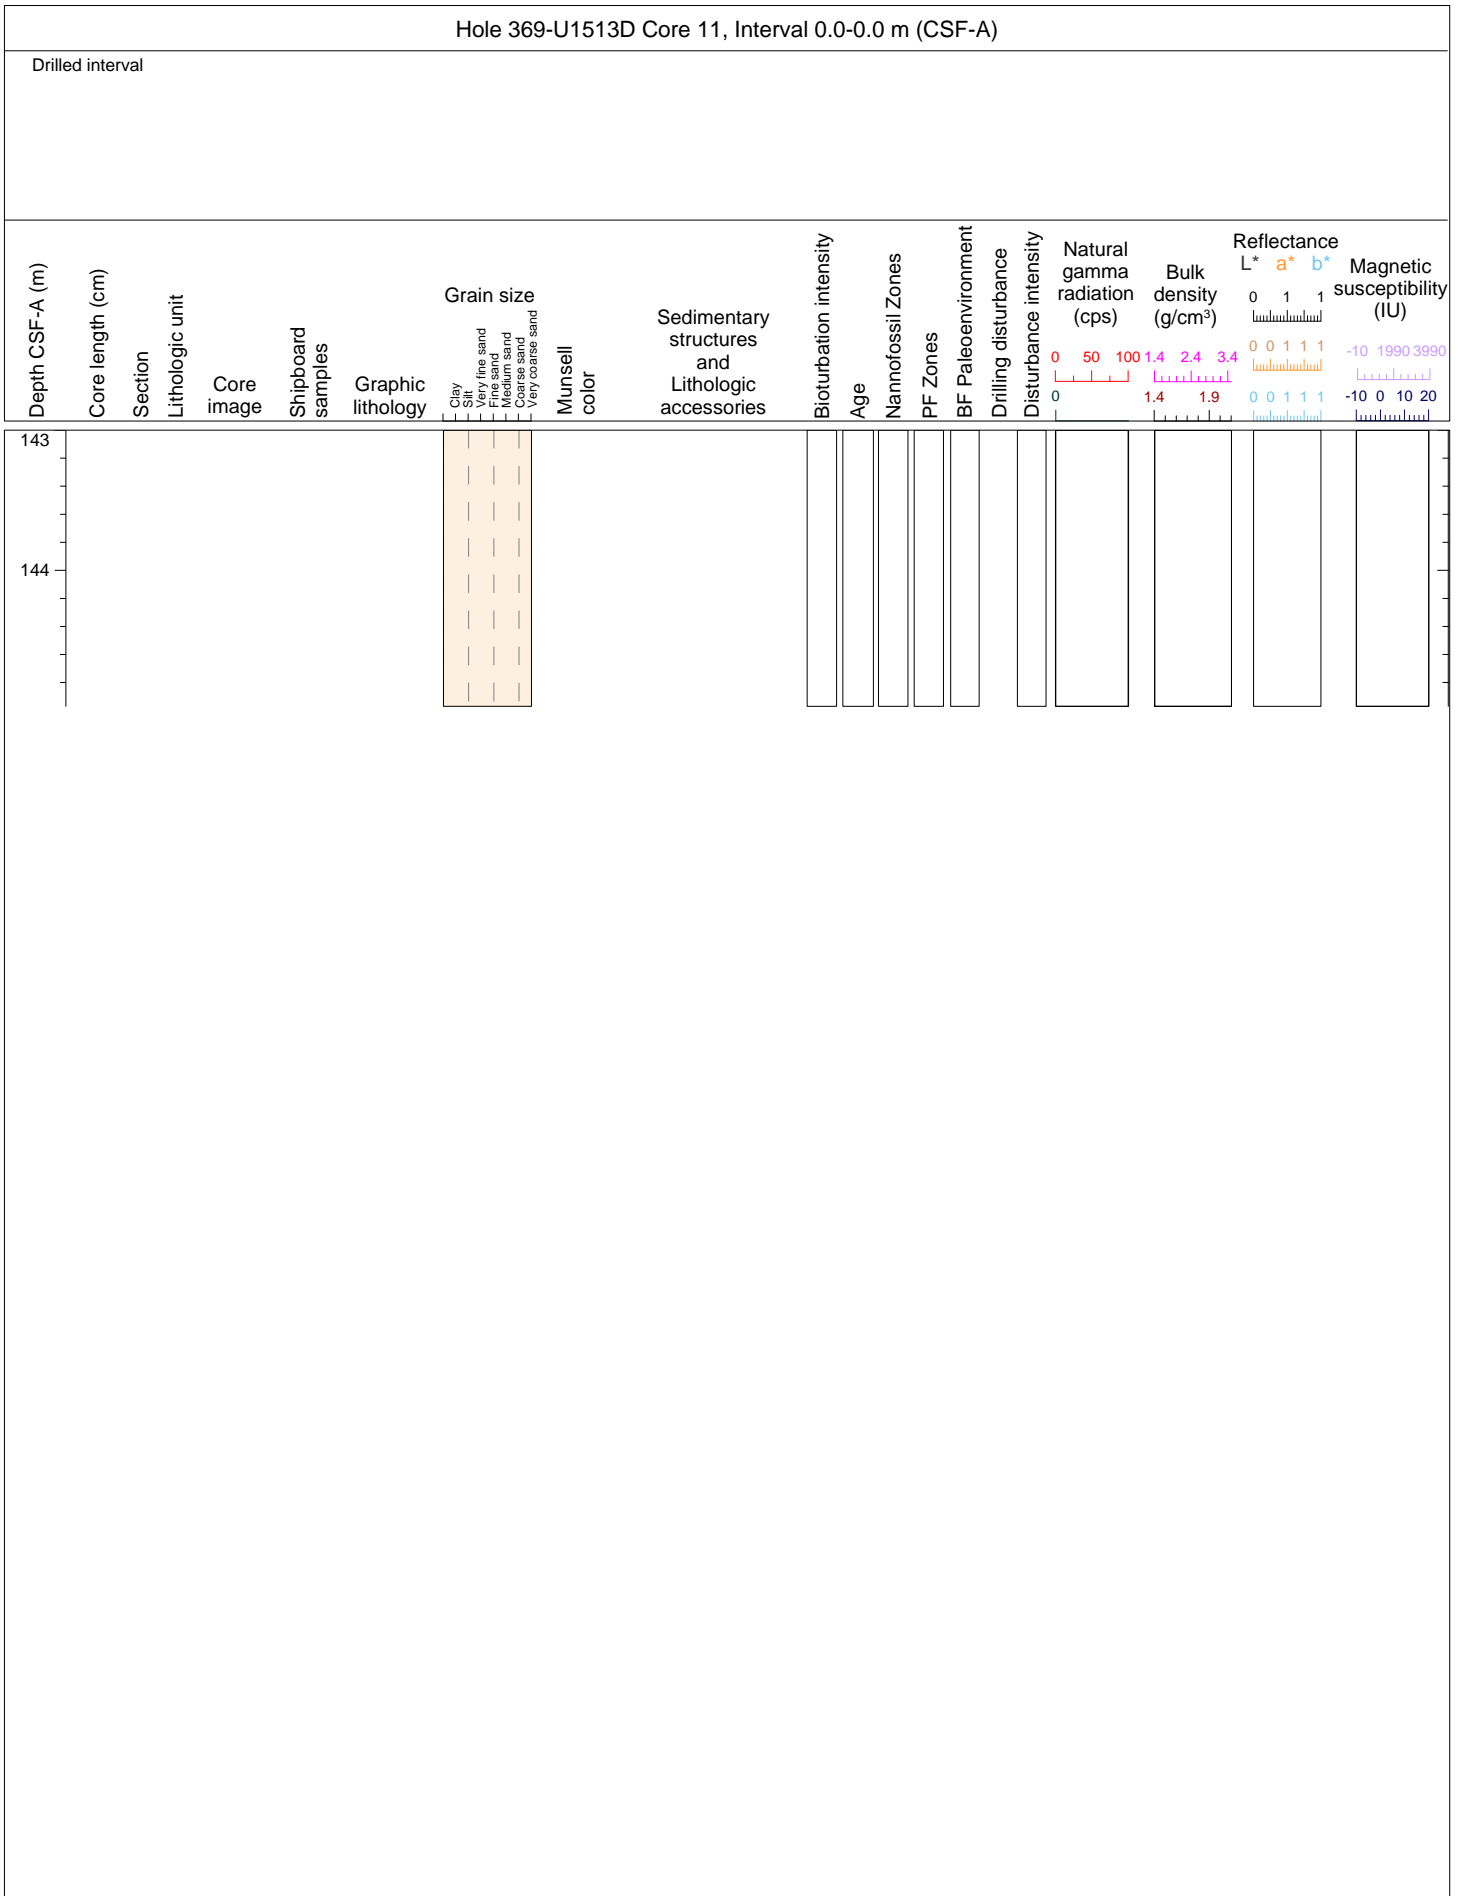 Hole 369-U1513D Core 11, Interval 0.0-0.0 m (CSF-A)
Drilled interval
Depth CSF-A (m)
Core length (cm)
Section
Lithologic unit
Core
image
Shipboard
samples
Graphic
lithology
Grain size
Clay
Silt
Very fine sand
Fine sand
Medium sand
Coarse sand
Very coarse sand
Munsell
color
Sedimentary
structures
and
Lithologic
accessories
Bioturbation intensity
Age
Nannofossil Zones
PF Zones
BF Paleoenvironment
Drilling disturbance
Disturbance intensity
Natural
gamma
radiation
(cps)
0 50 100
0
Bulk
density
(g/cm³)
1.4 2.4 3.4
1.4 1.9
Reflectance
L* a* b*
0 1 1
0 0 1 1 1
0 0 1 1 1
Magnetic
susceptibility
(IU)
-10 1990 3990
-10 0 10 20
143
144